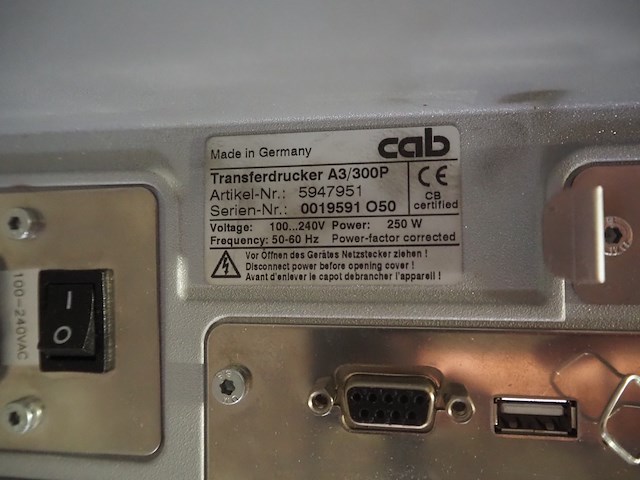 Made in Germany
cab
Transferdrucker A3/300P
Artikel-Nr.: 5947951
Serien-Nr.: 0019591 O50
CE
CB
certified
Voltage: 100...240V Power: 250 W
Frequency: 50-60 Hz Power-factor corrected
Vor Öffnen des Gerätes Netzstecker ziehen !
Disconnect power before opening cover !
Avant d'enlever le capot debrancher l'appareil !
100-240VAC
I
O